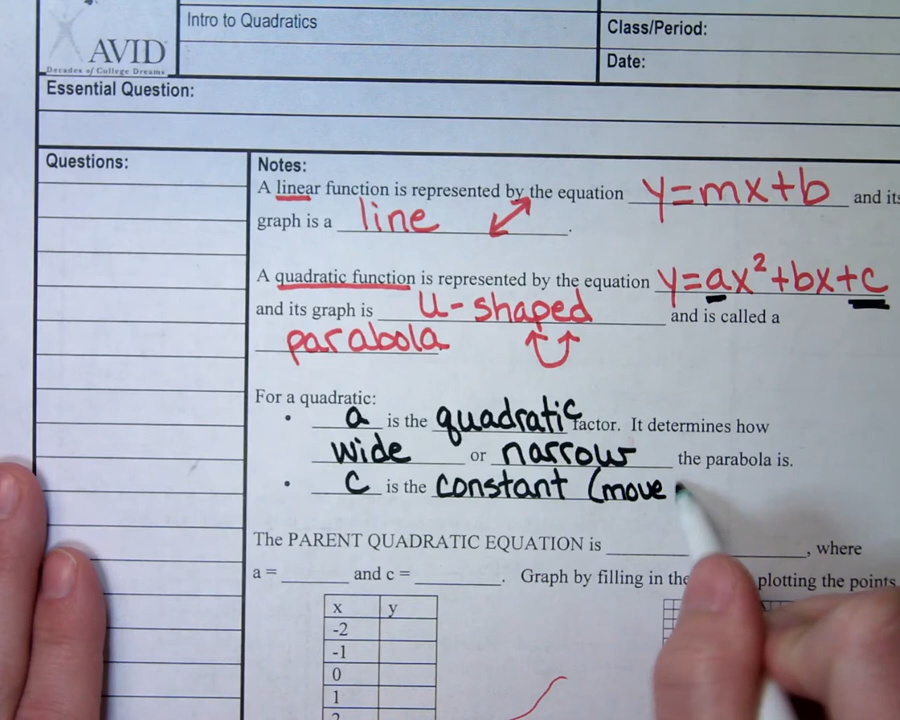 AVID
Decades of College Dreams
Intro to Quadratics
Class/Period:
Date:
Essential Question:
Questions:
Notes:
A linear function is represented by the equation y=mx+b and its
graph is a line.
A quadratic function is represented by the equation y=ax²+bx+c
and its graph is U-shaped and is called a
parabola
For a quadratic:
• a is the quadratic factor. It determines how
wide or narrow the parabola is.
• c is the constant (move
The PARENT QUADRATIC EQUATION is ____________, where
a = ______ and c = ______. Graph by filling in the plotting the points
x y
-2
-1
0
1